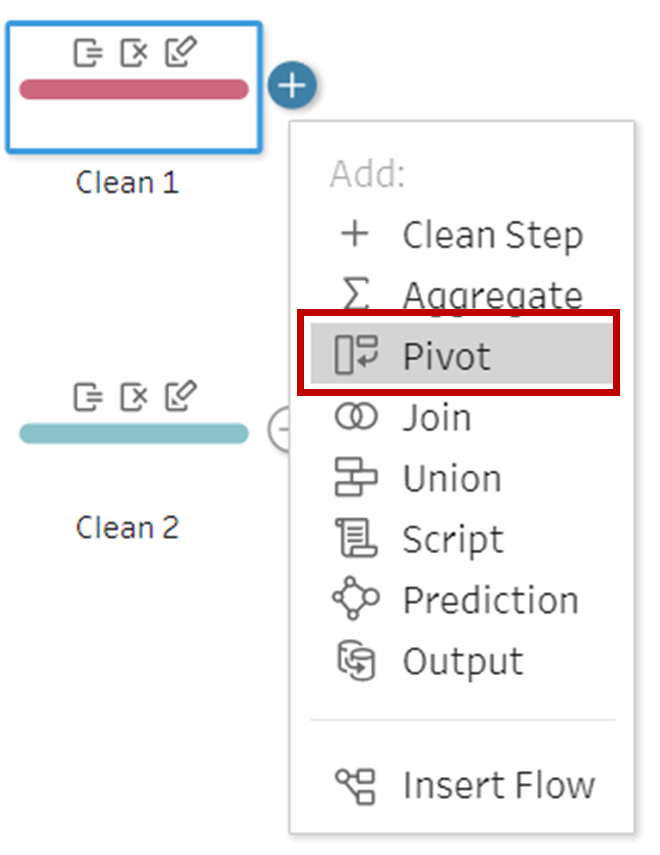 Clean 1
Add:
Clean Step
Aggregate
Pivot
Join
Union
Clean 2
Script
Prediction
Output
Insert Flow